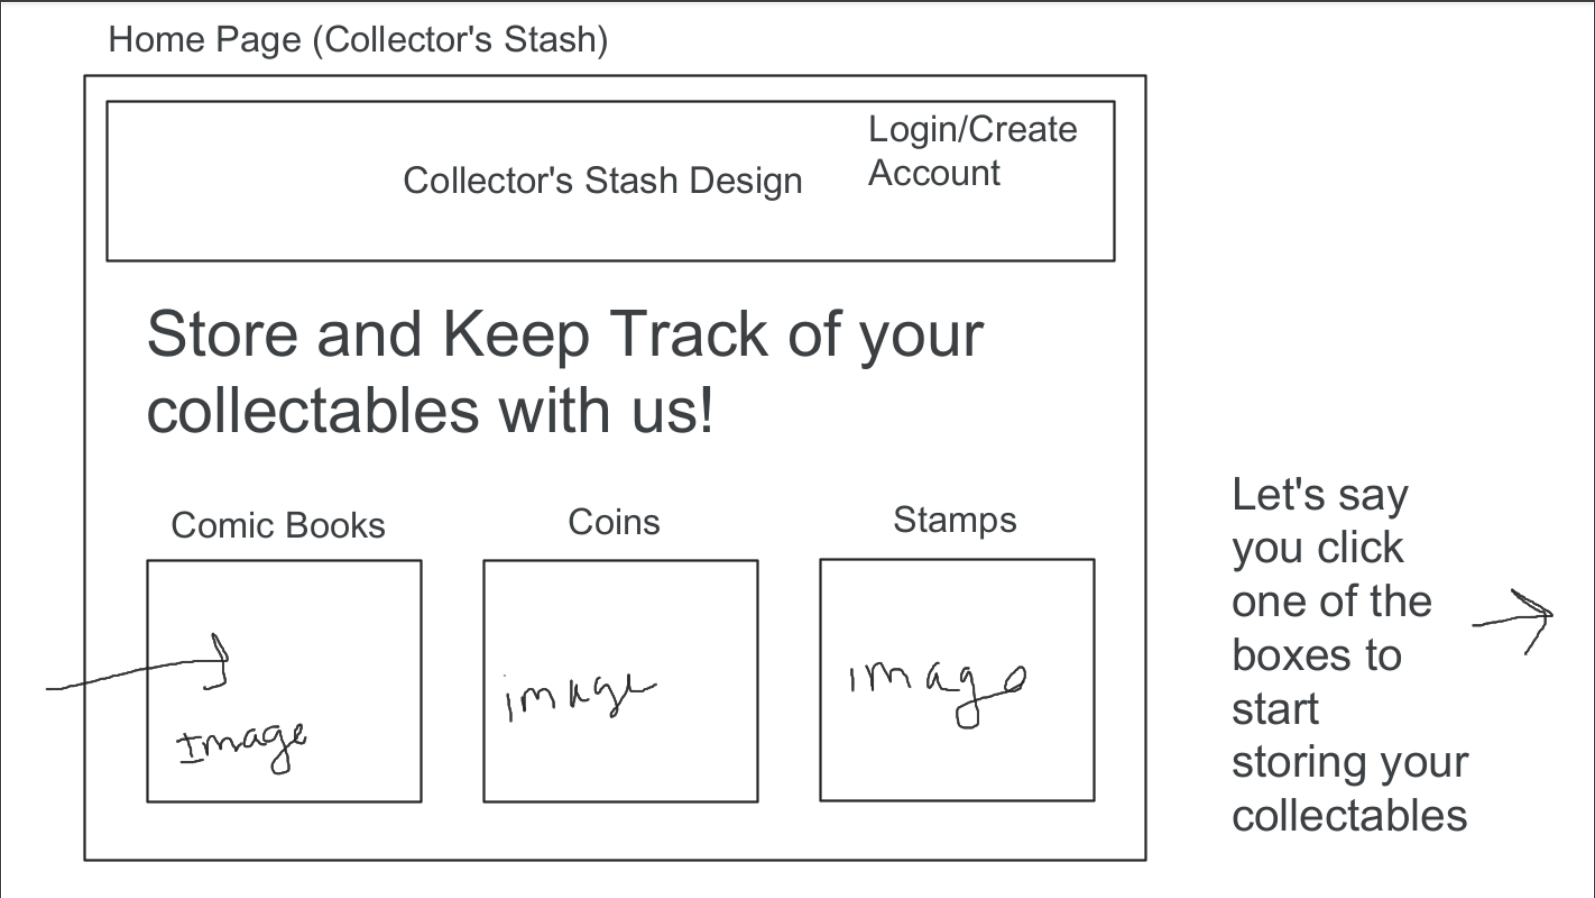 Home Page (Collector's Stash)
Login/Create
Account
Collector's Stash Design
Store and Keep Track of your
collectables with us!
Comic Books
Coins
Stamps
Image
image
image
Let's say
you click
one of the
boxes to
start
storing your
collectables